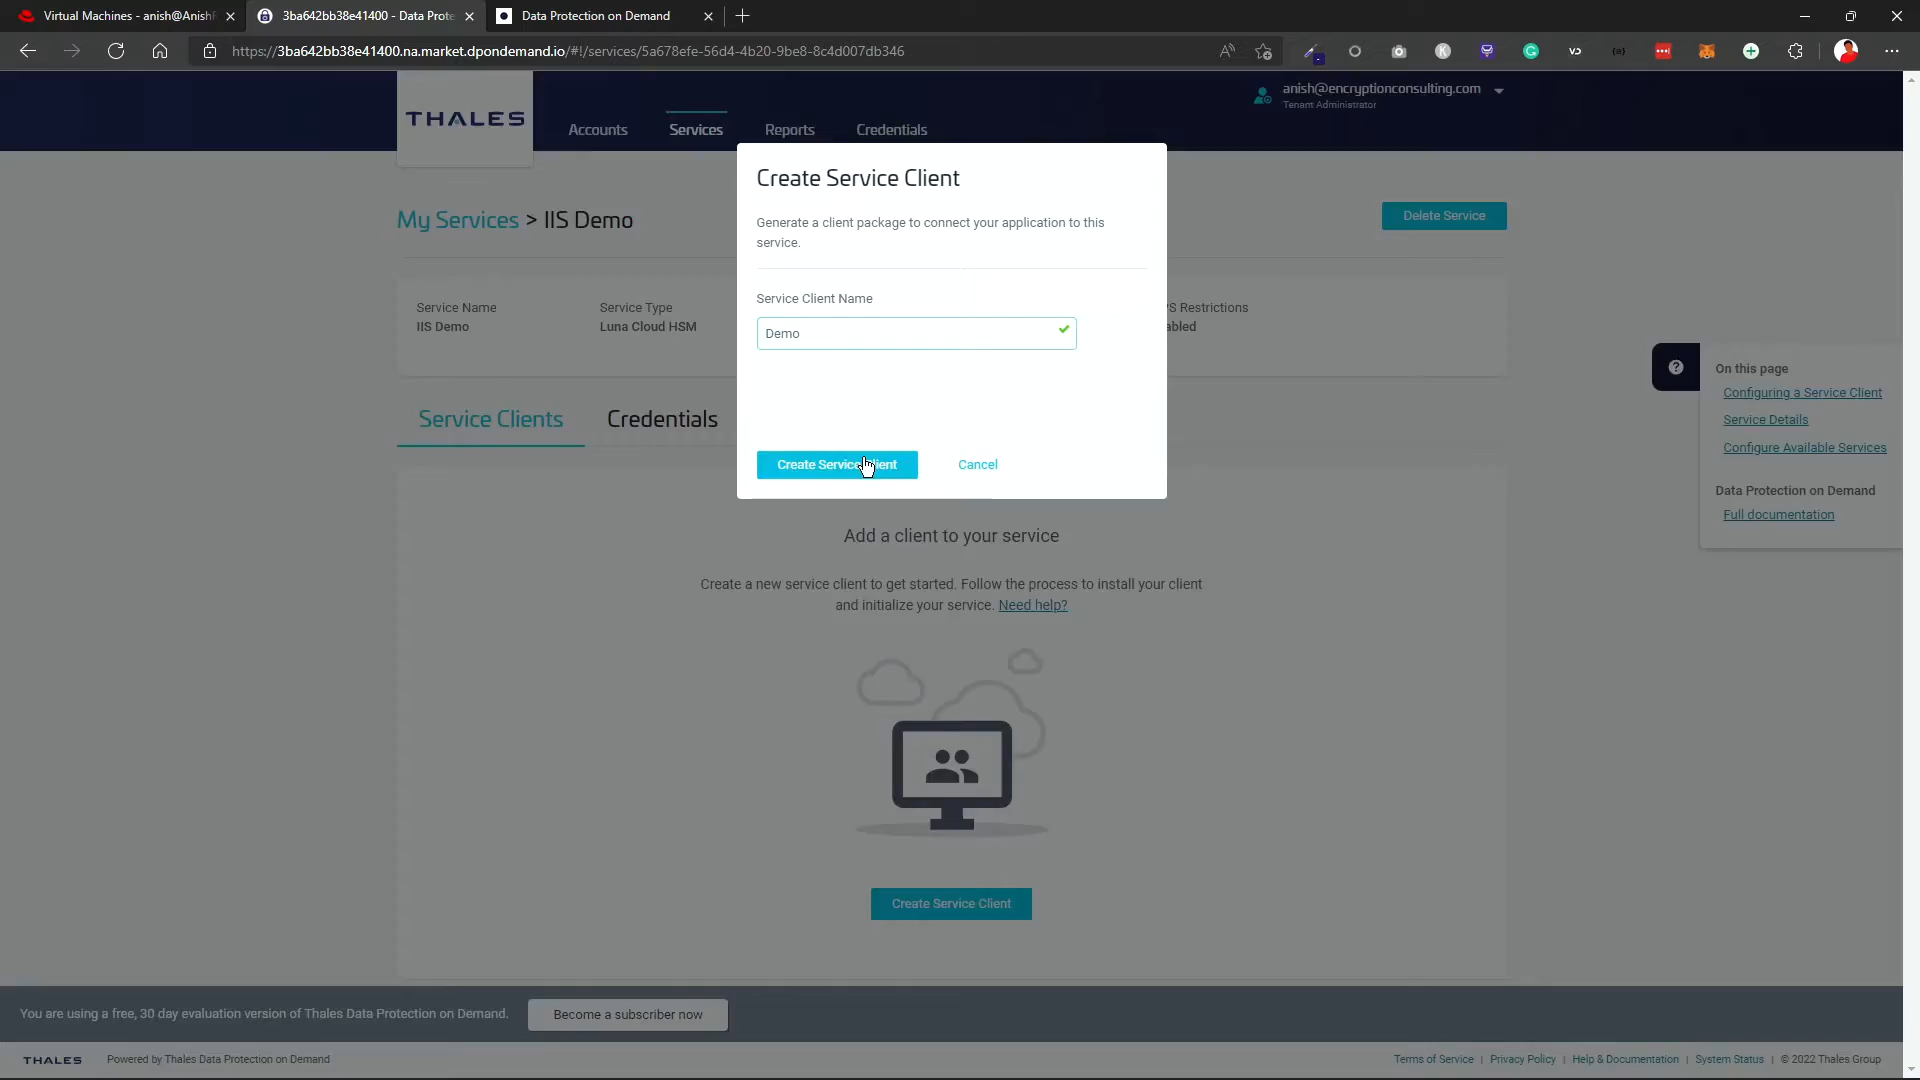 Virtual Machines - anish@Anish
3ba642bb38e41400 - Data Prote
Data Protection on Demand
https://3ba642bb38e41400.na.market.dpondemand.io/#!/services/5a678efe-56d4-4b20-9be8-8c4d007db346
THALES
Accounts
Services
Reports
Credentials
anish@encryptionconsulting.com
Tenant Administrator
My Services > IIS Demo
Delete Service
Service Name
IIS Demo
Service Type
Luna Cloud HSM
S Restrictions
abled
Create Service Client
Generate a client package to connect your application to this
service.
Service Client Name
Demo
Create Service Client
Cancel
Service Clients
Credentials
On this page
Configuring a Service Client
Service Details
Configure Available Services
Data Protection on Demand
Full documentation
Add a client to your service
Create a new service client to get started. Follow the process to install your client
and initialize your service. Need help?
Create Service Client
You are using a free, 30 day evaluation version of Thales Data Protection on Demand.
Become a subscriber now
THALES
Powered by Thales Data Protection on Demand
Terms of Service | Privacy Policy | Help & Documentation | System Status | © 2022 Thales Group